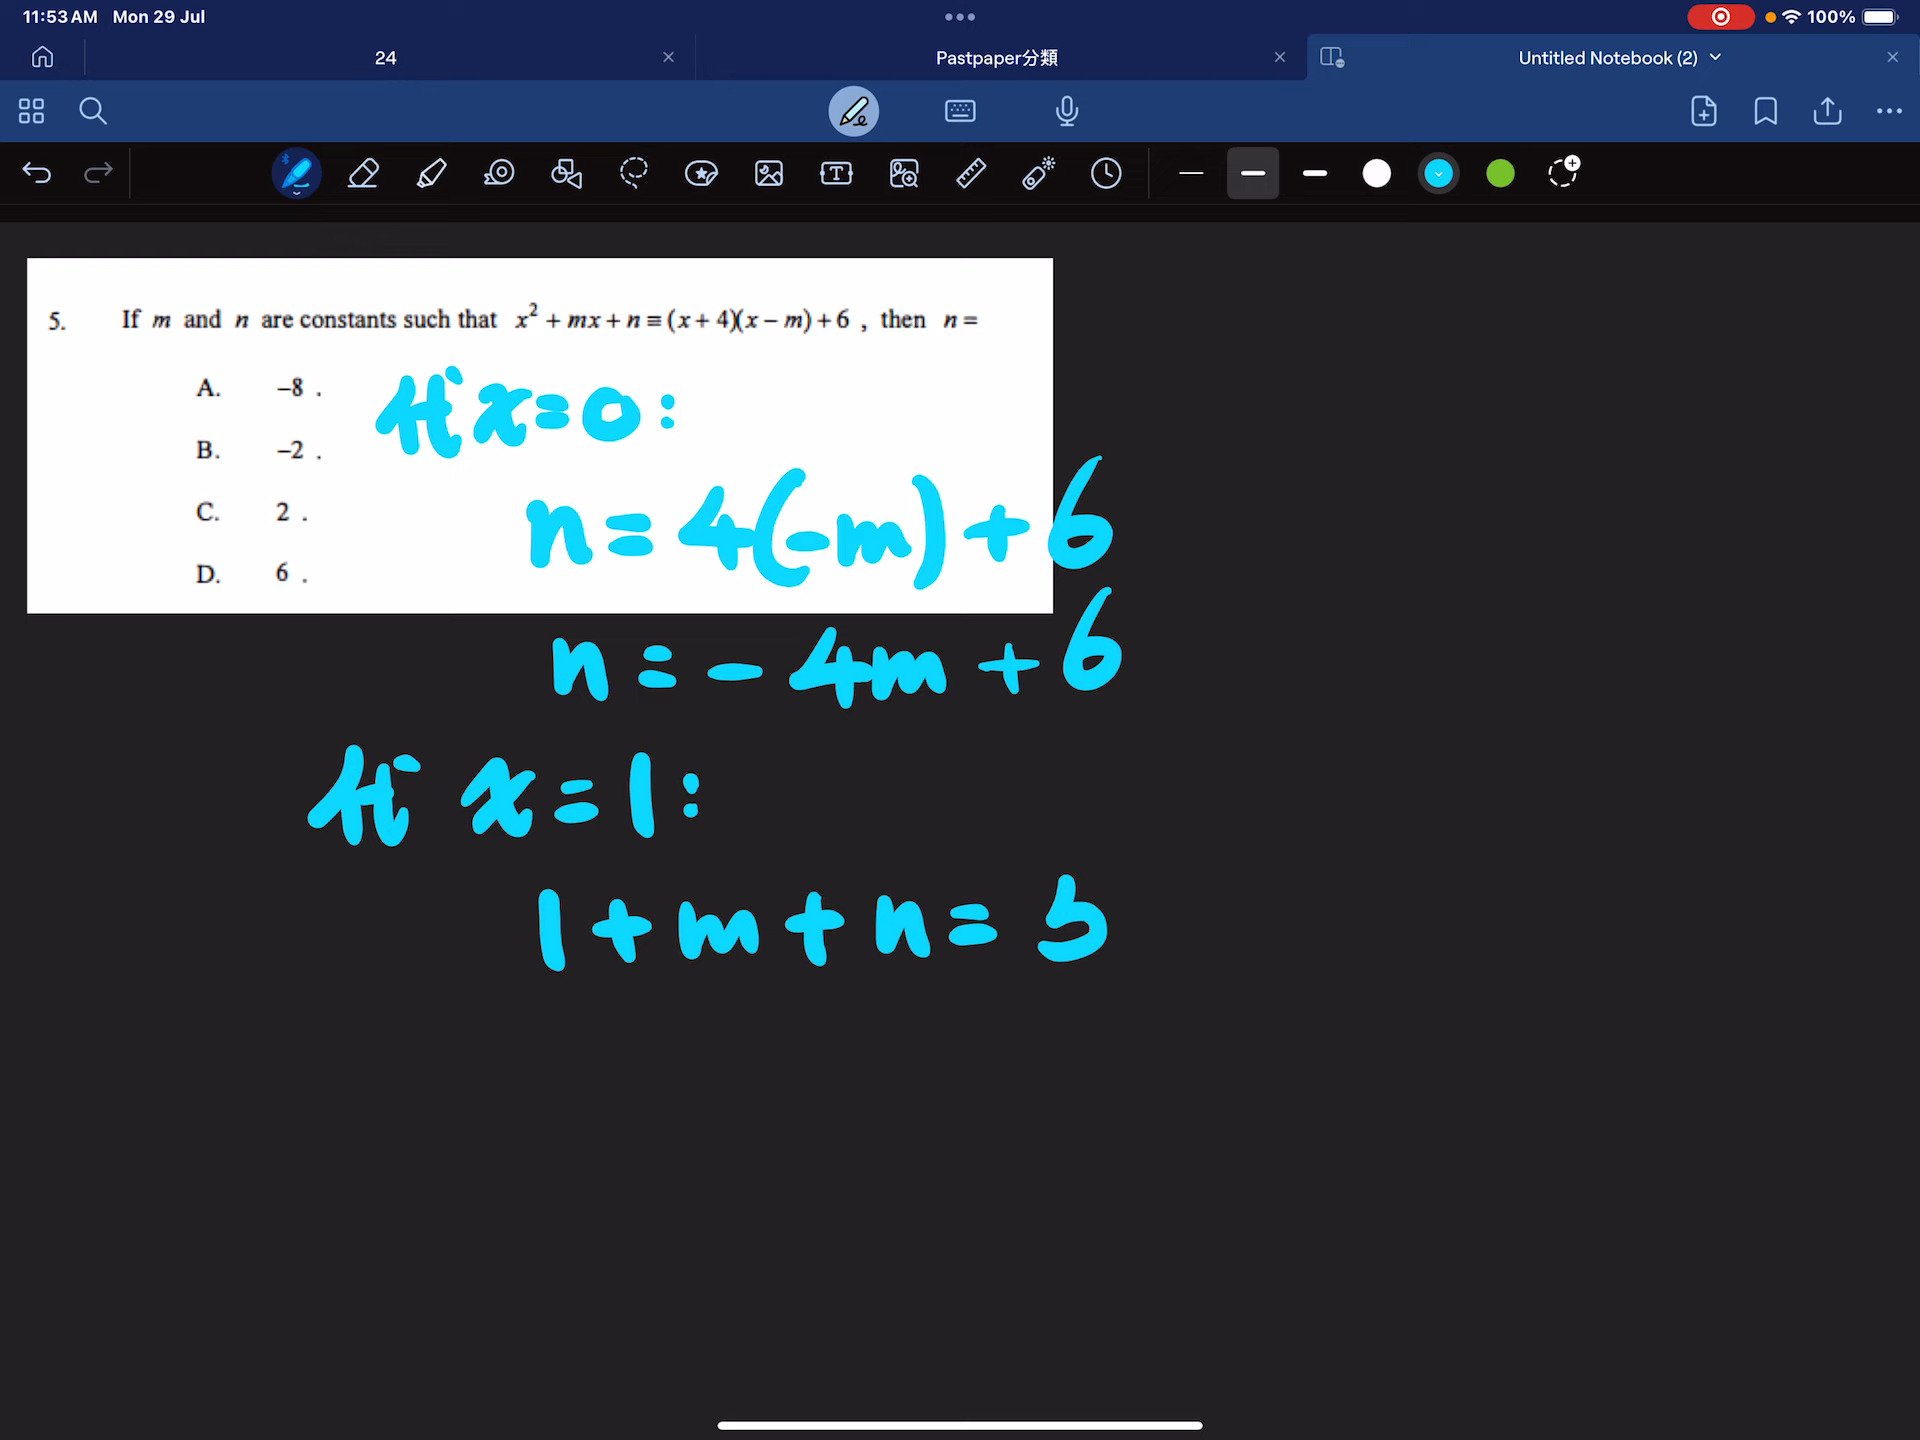 11:53 AM Mon 29 Jul
100%
24
Pastpaper分類
Untitled Notebook (2)
5. If m and n are constants such that x² + mx + n ≡ (x + 4)(x − m) + 6 , then n =
A. −8 .
B. −2 .
C. 2 .
D. 6 .
代 x=0:
n = 4(-m) + 6
n = -4m + 6
代 x=1:
1 + m + n = 5